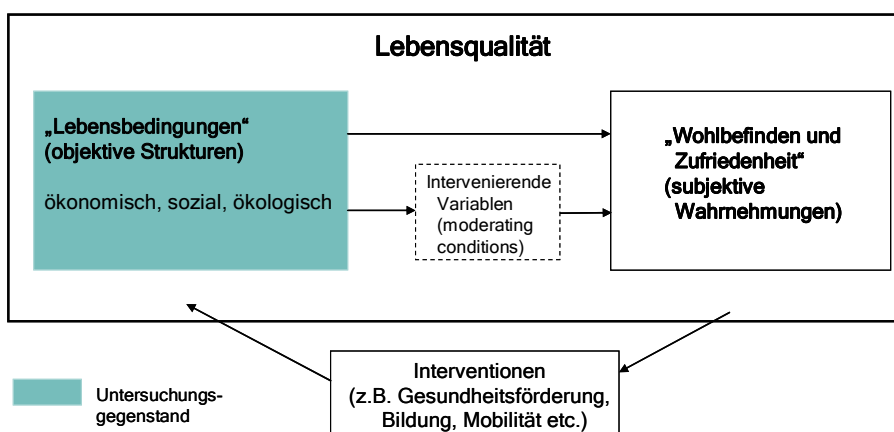 Lebensqualität
„Lebensbedingungen“
(objektive Strukturen)
ökonomisch, sozial, ökologisch
Intervenierende
Variablen
(moderating
conditions)
„Wohlbefinden und
Zufriedenheit“
(subjektive
Wahrnehmungen)
Interventionen
(z.B. Gesundheitsförderung,
Bildung, Mobilität etc.)
Untersuchungs-
gegenstand